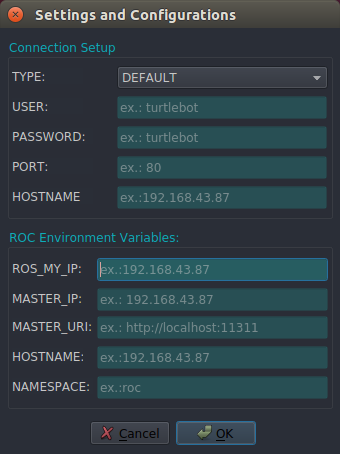 Settings and Configurations
Connection Setup
TYPE: DEFAULT
USER: ex.: turtlebot
PASSWORD: ex.: turtlebot
PORT: ex.: 80
HOSTNAME ex.:192.168.43.87
ROC Environment Variables:
ROS_MY_IP: ex.:192.168.43.87
MASTER_IP: ex.: 192.168.43.87
MASTER_URI: ex.: http://localhost:11311
HOSTNAME: ex.:192.168.43.87
NAMESPACE: ex.:roc
Cancel OK